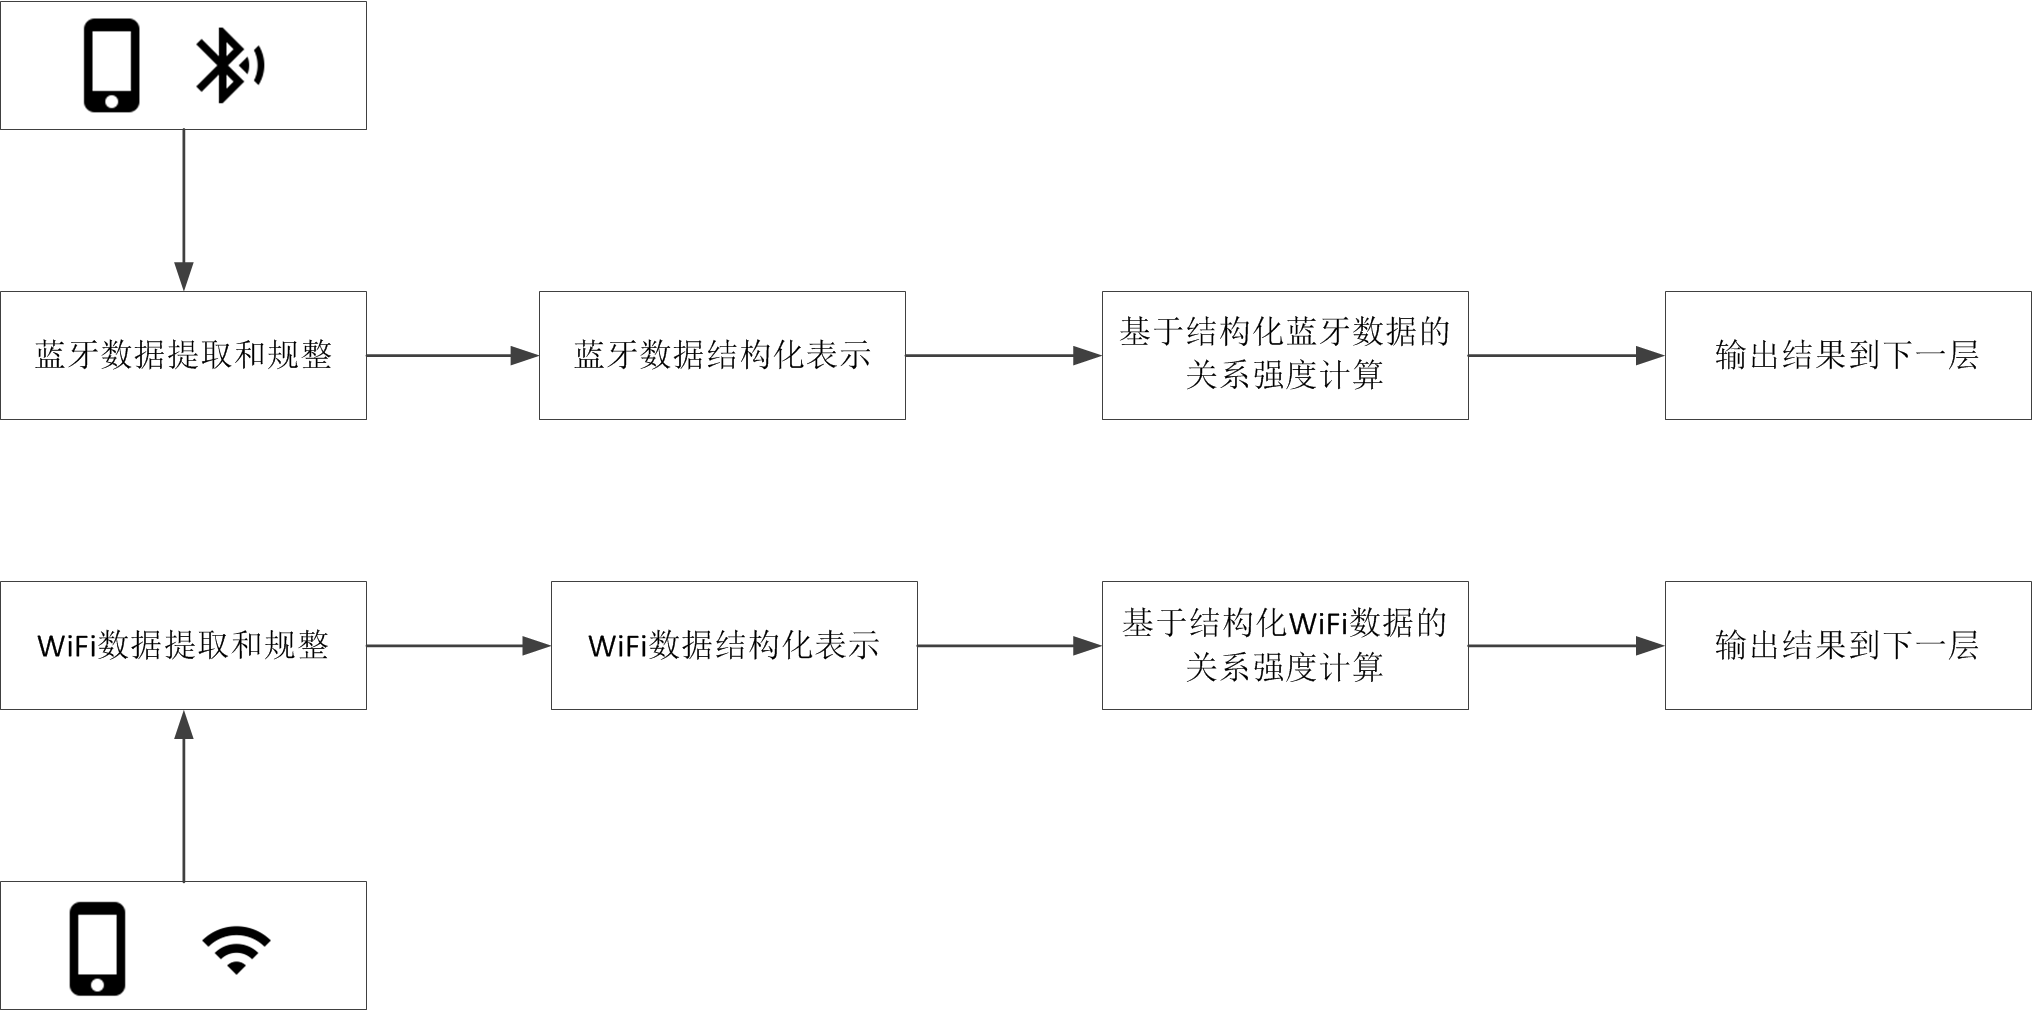 蓝牙数据提取和规整
蓝牙数据结构化表示
基于结构化蓝牙数据的
关系强度计算
输出结果到下一层
WiFi数据提取和规整
WiFi数据结构化表示
基于结构化WiFi数据的
关系强度计算
输出结果到下一层